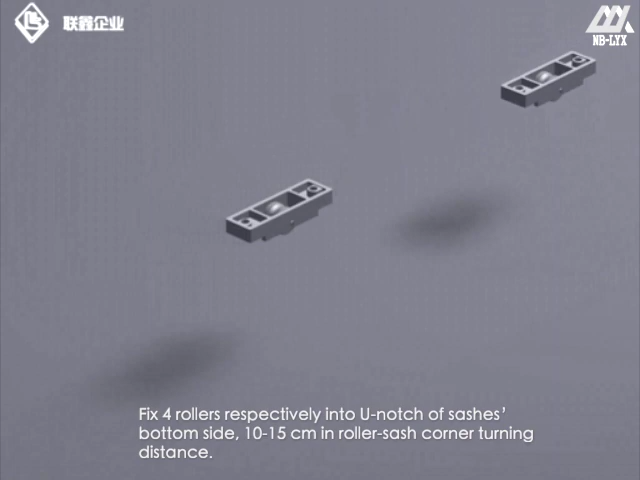 联鑫企业
NB-LYX
Fix 4 rollers respectively into U-notch of sashes'
bottom side, 10-15 cm in roller-sash corner turning
distance.